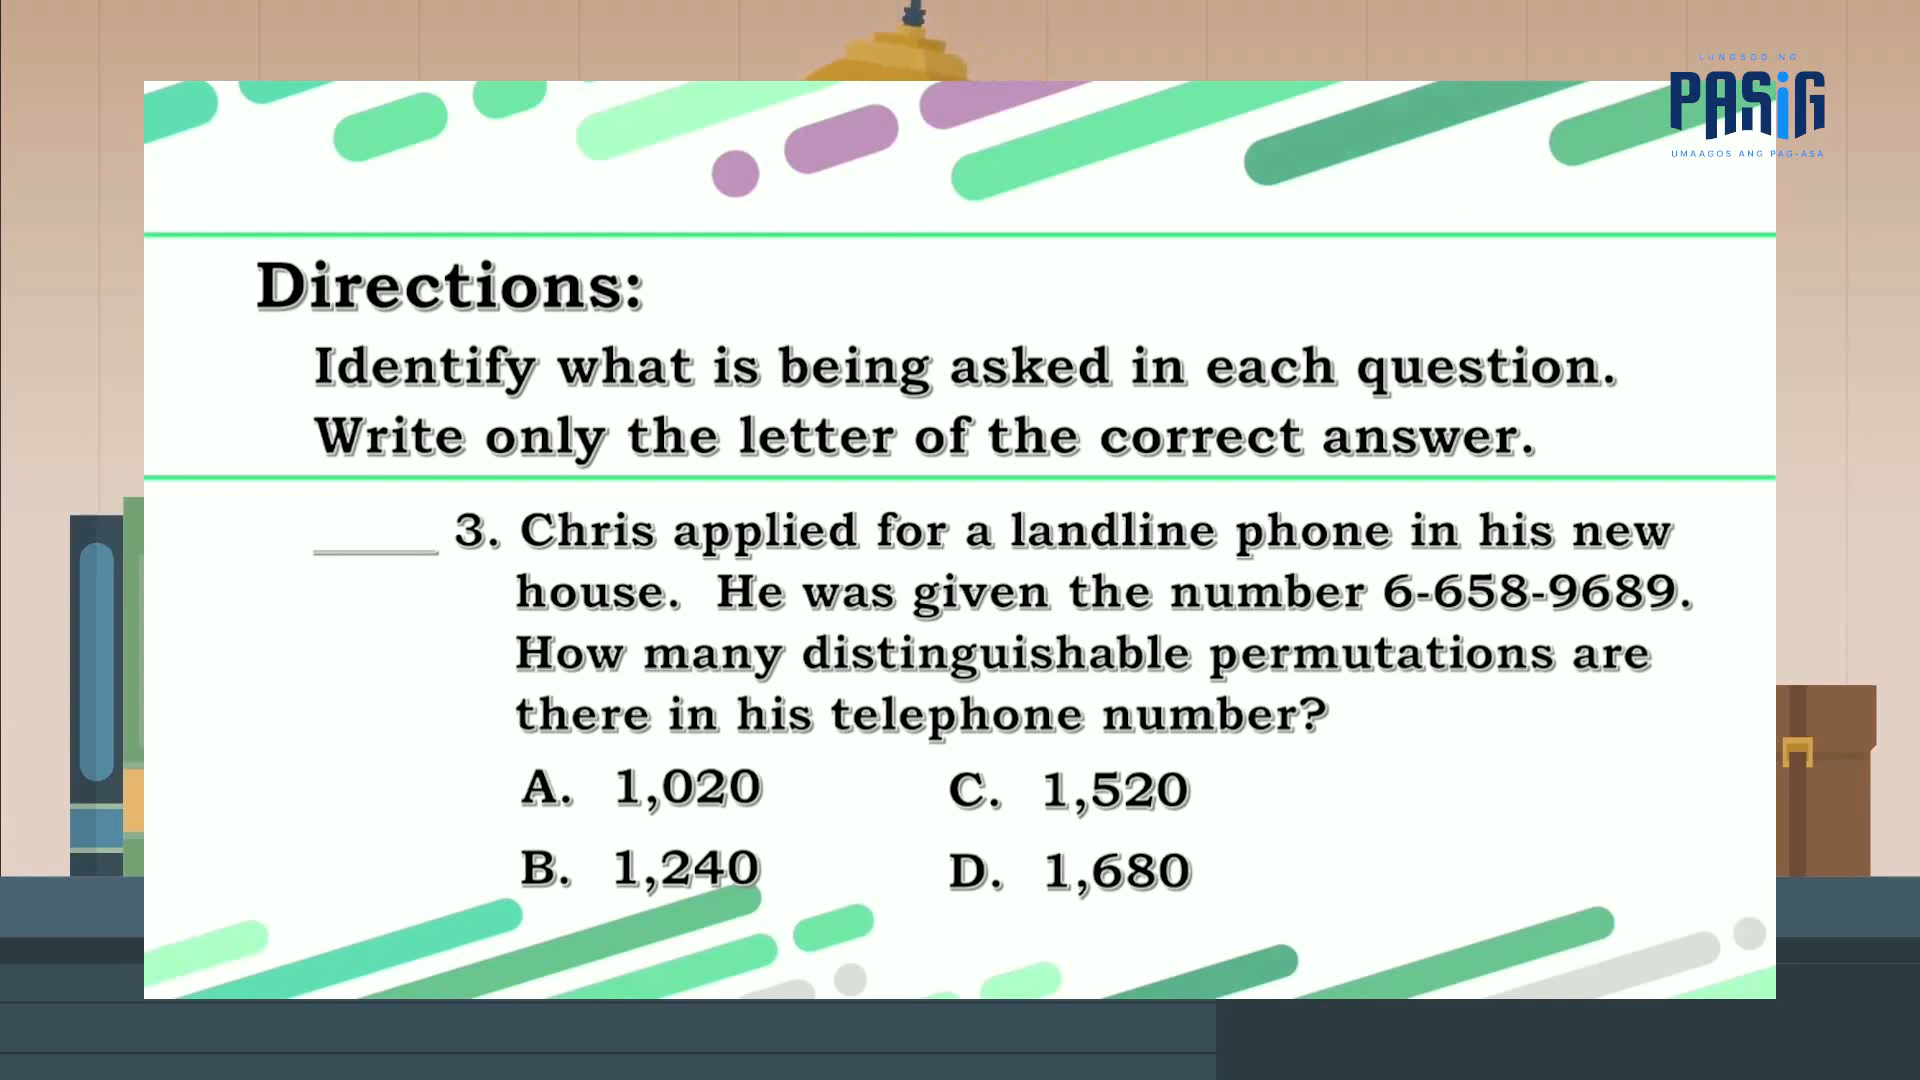 LUNGSOD NG
PASiG
UMAAGOS ANG PAG-ASA
Directions:
Identify what is being asked in each question.
Write only the letter of the correct answer.
_____ 3. Chris applied for a landline phone in his new
house. He was given the number 6-658-9689.
How many distinguishable permutations are
there in his telephone number?
A. 1,020 C. 1,520
B. 1,240 D. 1,680